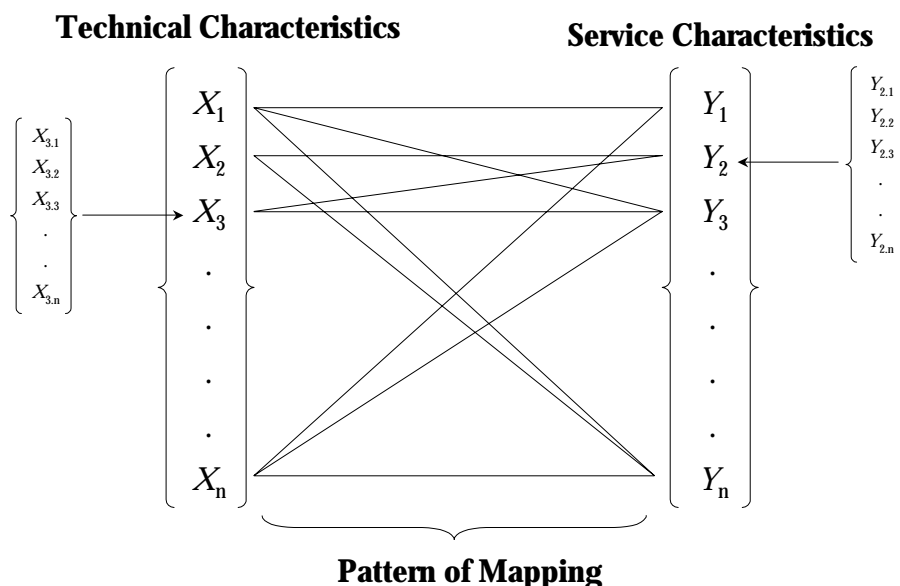 Technical Characteristics
Service Characteristics
X3.1
X3.2
X3.3
.
.
X3.n
X1
X2
X3
.
.
.
.
Xn
Y1
Y2
Y3
.
.
.
.
Yn
Y2.1
Y2.2
Y2.3
.
.
Y2.n
Pattern of Mapping